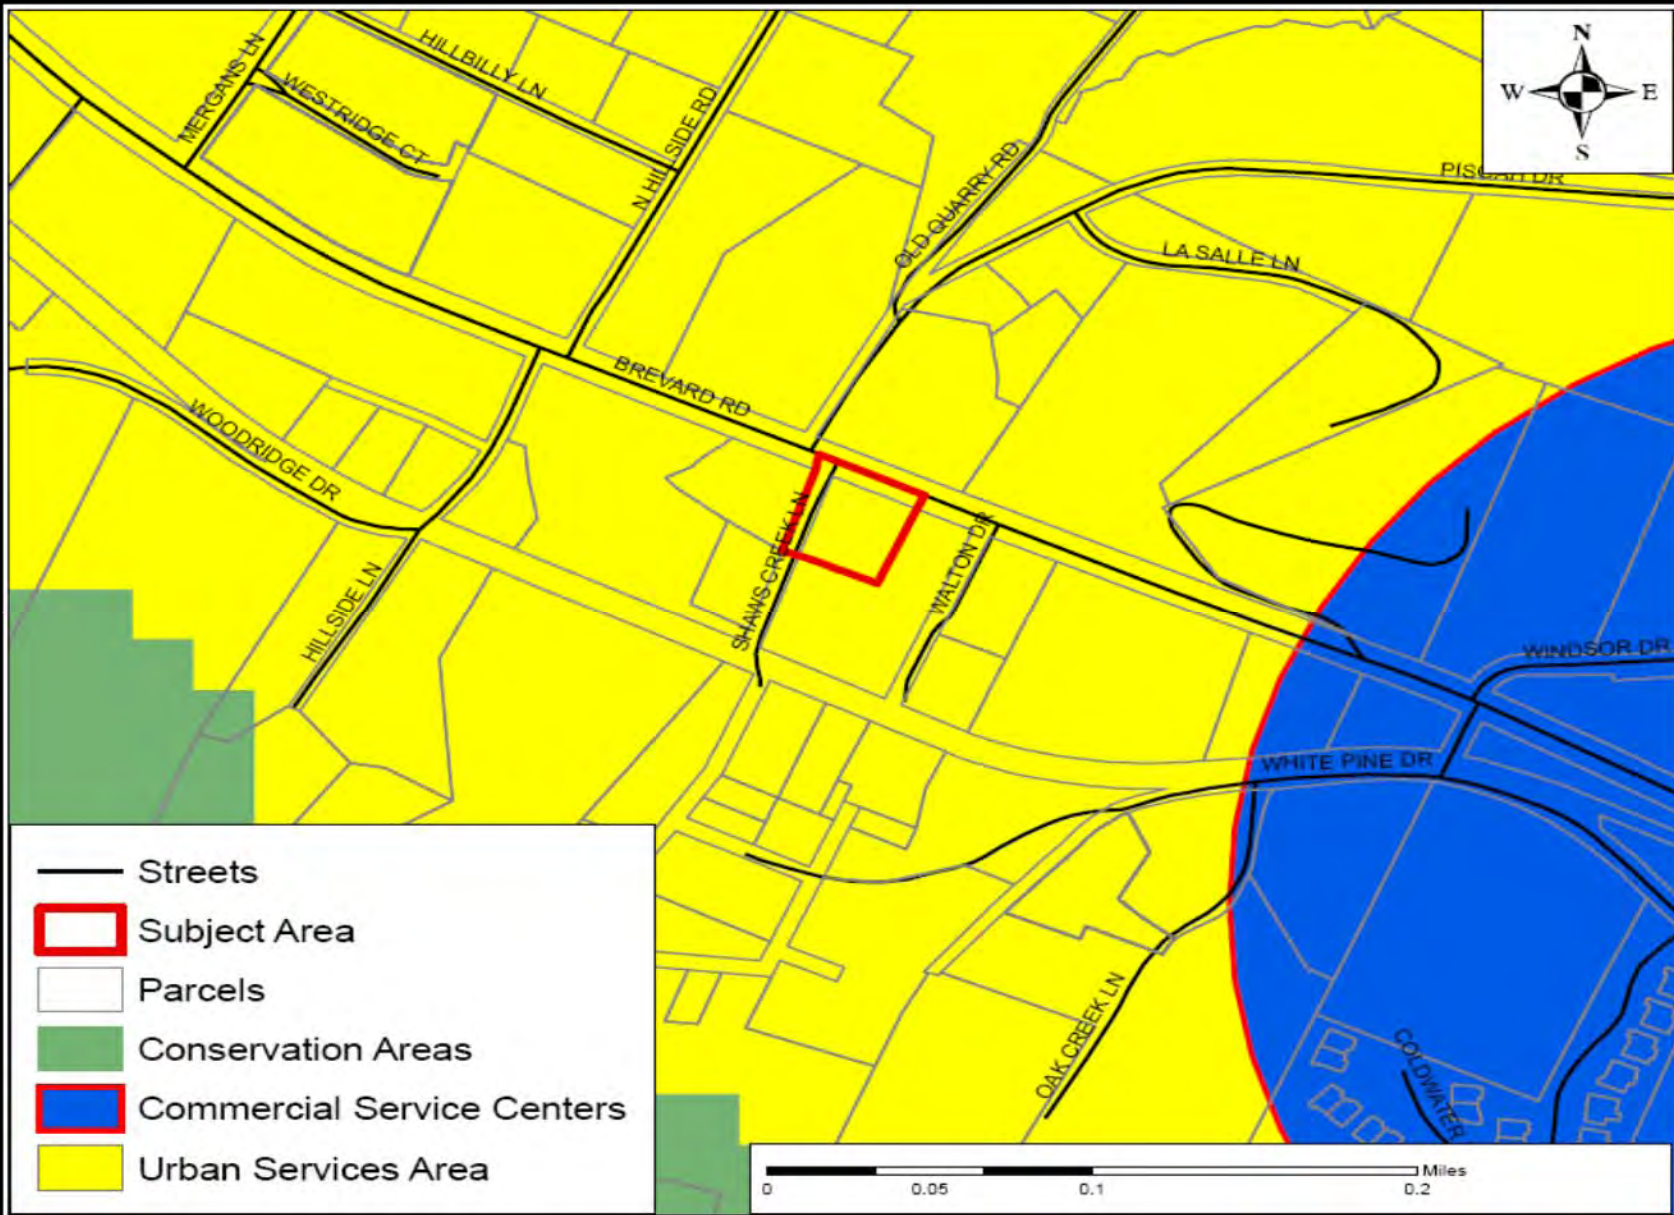 N
W E
S
MERGANS LN
HILLBILLY LN
WESTRIDGE CT
N HILLSIDE RD
OLD QUARRY RD
PISGAH DR
LA SALLE LN
BREVARD RD
WOODRIDGE DR
SHAWS CREEK LN
WALTON DR
HILLSIDE LN
WINDSOR DR
WHITE PINE DR
OAK CREEK LN
COLDWATER
Streets
Subject Area
Parcels
Conservation Areas
Commercial Service Centers
Urban Services Area
Miles
0 0.05 0.1 0.2